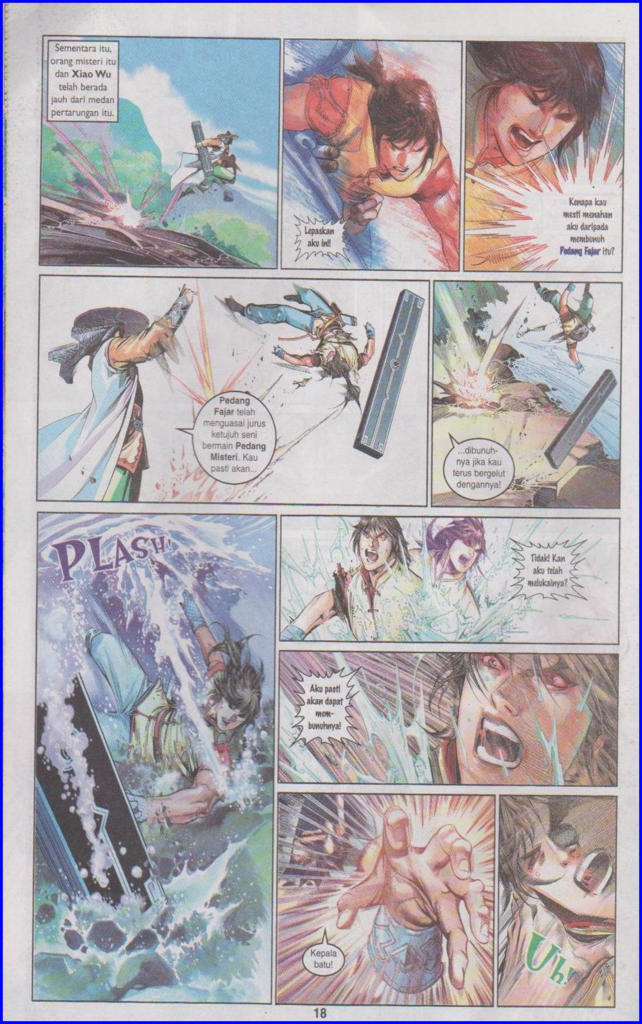 Sementara itu,
orang misteri itu
dan Xiao Wu
telah berada
jauh dari medan
pertarungan itu.
Lepaskan
aku ini!
Kenapa kau
mesti menahan
aku daripada
membunuh
Pedang Fajar itu?
Pedang
Fajar telah
menguasai jurus
ketujuh seni
bermain Pedang
Misteri. Kau
pasti akan...
...dibunuh-
nya jika kau
terus bergelut
dengannya!
PLASH!
Tidak! Kan
aku telah
melukainya?
Aku pasti
akan dapat
mem-
bunuhnya!
Kepala
batu!
Uh!
18